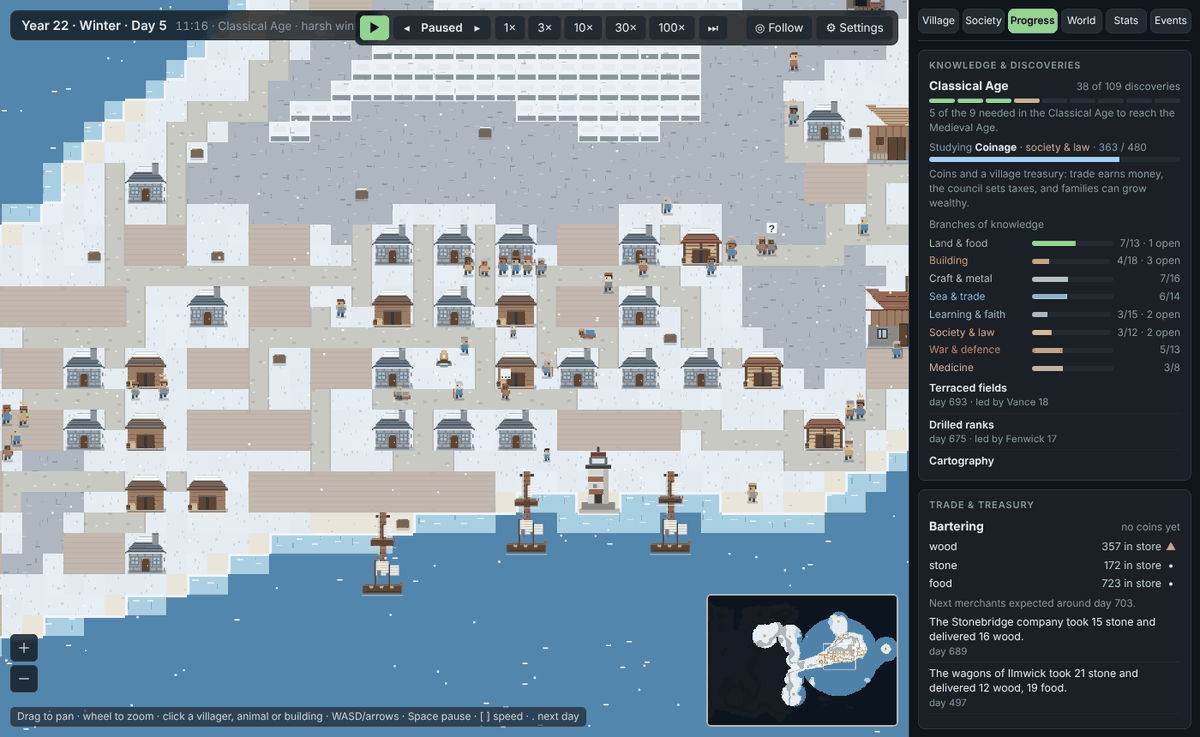 Year 22 · Winter · Day 5 11:16 · Classical Age · harsh win
◂ Paused ▸ 1× 3× 10× 30× 100× ⏭ ◎ Follow ⚙ Settings
Village Society Progress World Stats Events
KNOWLEDGE & DISCOVERIES
Classical Age 38 of 109 discoveries
5 of the 9 needed in the Classical Age to reach the
Medieval Age.
Studying Coinage · society & law · 363 / 480
Coins and a village treasury: trade earns money,
the council sets taxes, and families can grow
wealthy.
Branches of knowledge
Land & food 7/13 · 1 open
Building 4/18 · 3 open
Craft & metal 7/16
Sea & trade 6/14
Learning & faith 3/15 · 2 open
Society & law 3/12 · 2 open
War & defence 5/13
Medicine 3/8
Terraced fields
day 693 · led by Vance 18
Drilled ranks
day 675 · led by Fenwick 17
Cartography
TRADE & TREASURY
Bartering no coins yet
wood 357 in store ▲
stone 172 in store •
food 723 in store •
Next merchants expected around day 703.
The Stonebridge company took 15 stone and
delivered 16 wood.
day 689
The wagons of Ilmwick took 21 stone and
delivered 12 wood, 19 food.
day 497
?
z
+
−
Drag to pan · wheel to zoom · click a villager, animal or building · WASD/arrows · Space pause · [ ] speed · . next day